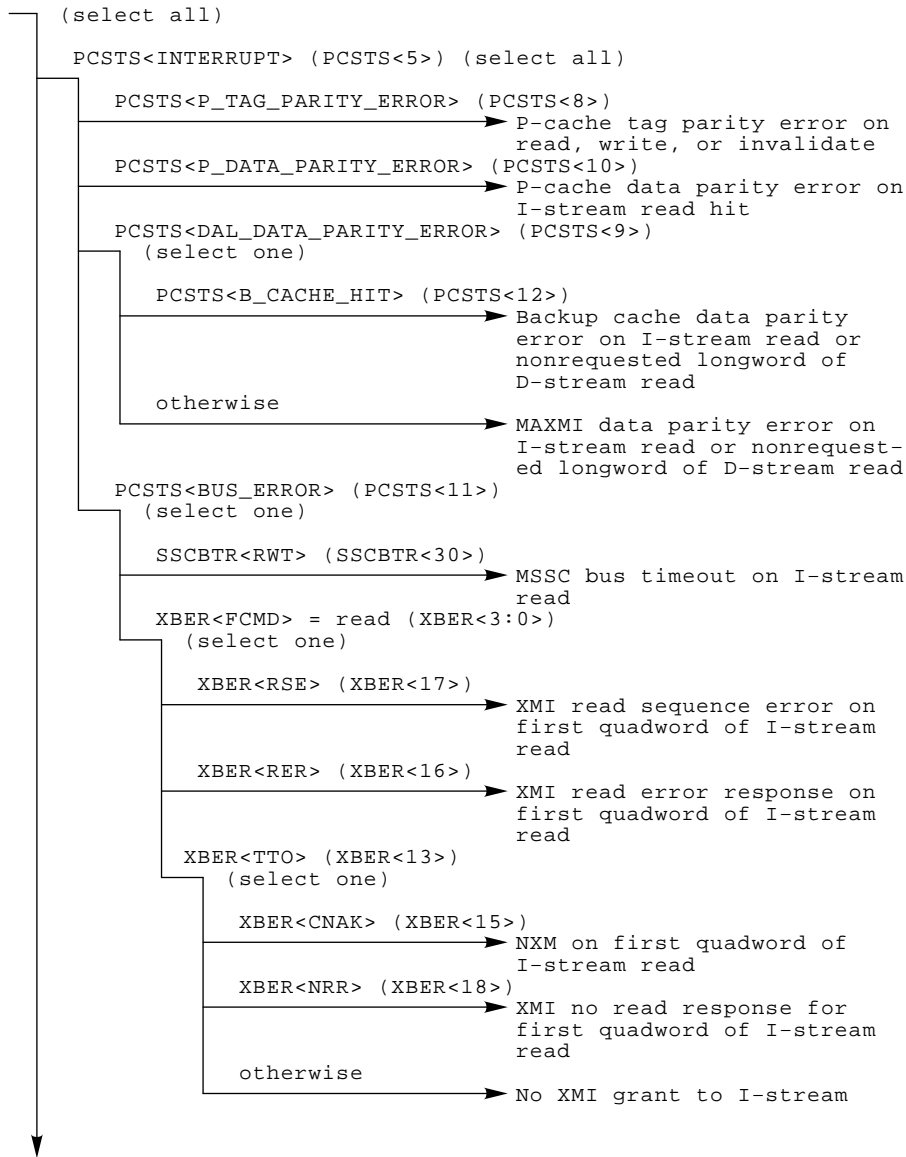 (select all)
PCSTS<INTERRUPT> (PCSTS<5>) (select all)
PCSTS<P_TAG_PARITY_ERROR> (PCSTS<8>)
P-cache tag parity error on
read, write, or invalidate
PCSTS<P_DATA_PARITY_ERROR> (PCSTS<10>)
P-cache data parity error on
I-stream read hit
PCSTS<DAL_DATA_PARITY_ERROR> (PCSTS<9>)
(select one)
PCSTS<B_CACHE_HIT> (PCSTS<12>)
Backup cache data parity
error on I-stream read or
nonrequested longword of
D-stream read
otherwise
MAXMI data parity error on
I-stream read or nonrequest-
ed longword of D-stream read
PCSTS<BUS_ERROR> (PCSTS<11>)
(select one)
SSCBTR<RWT> (SSCBTR<30>)
MSSC bus timeout on I-stream
read
XBER<FCMD> = read (XBER<3:0>)
(select one)
XBER<RSE> (XBER<17>)
XMI read sequence error on
first quadword of I-stream
read
XBER<RER> (XBER<16>)
XMI read error response on
first quadword of I-stream
read
XBER<TTO> (XBER<13>)
(select one)
XBER<CNAK> (XBER<15>)
NXM on first quadword of
I-stream read
XBER<NRR> (XBER<18>)
XMI no read response for
first quadword of I-stream
read
otherwise
No XMI grant to I-stream